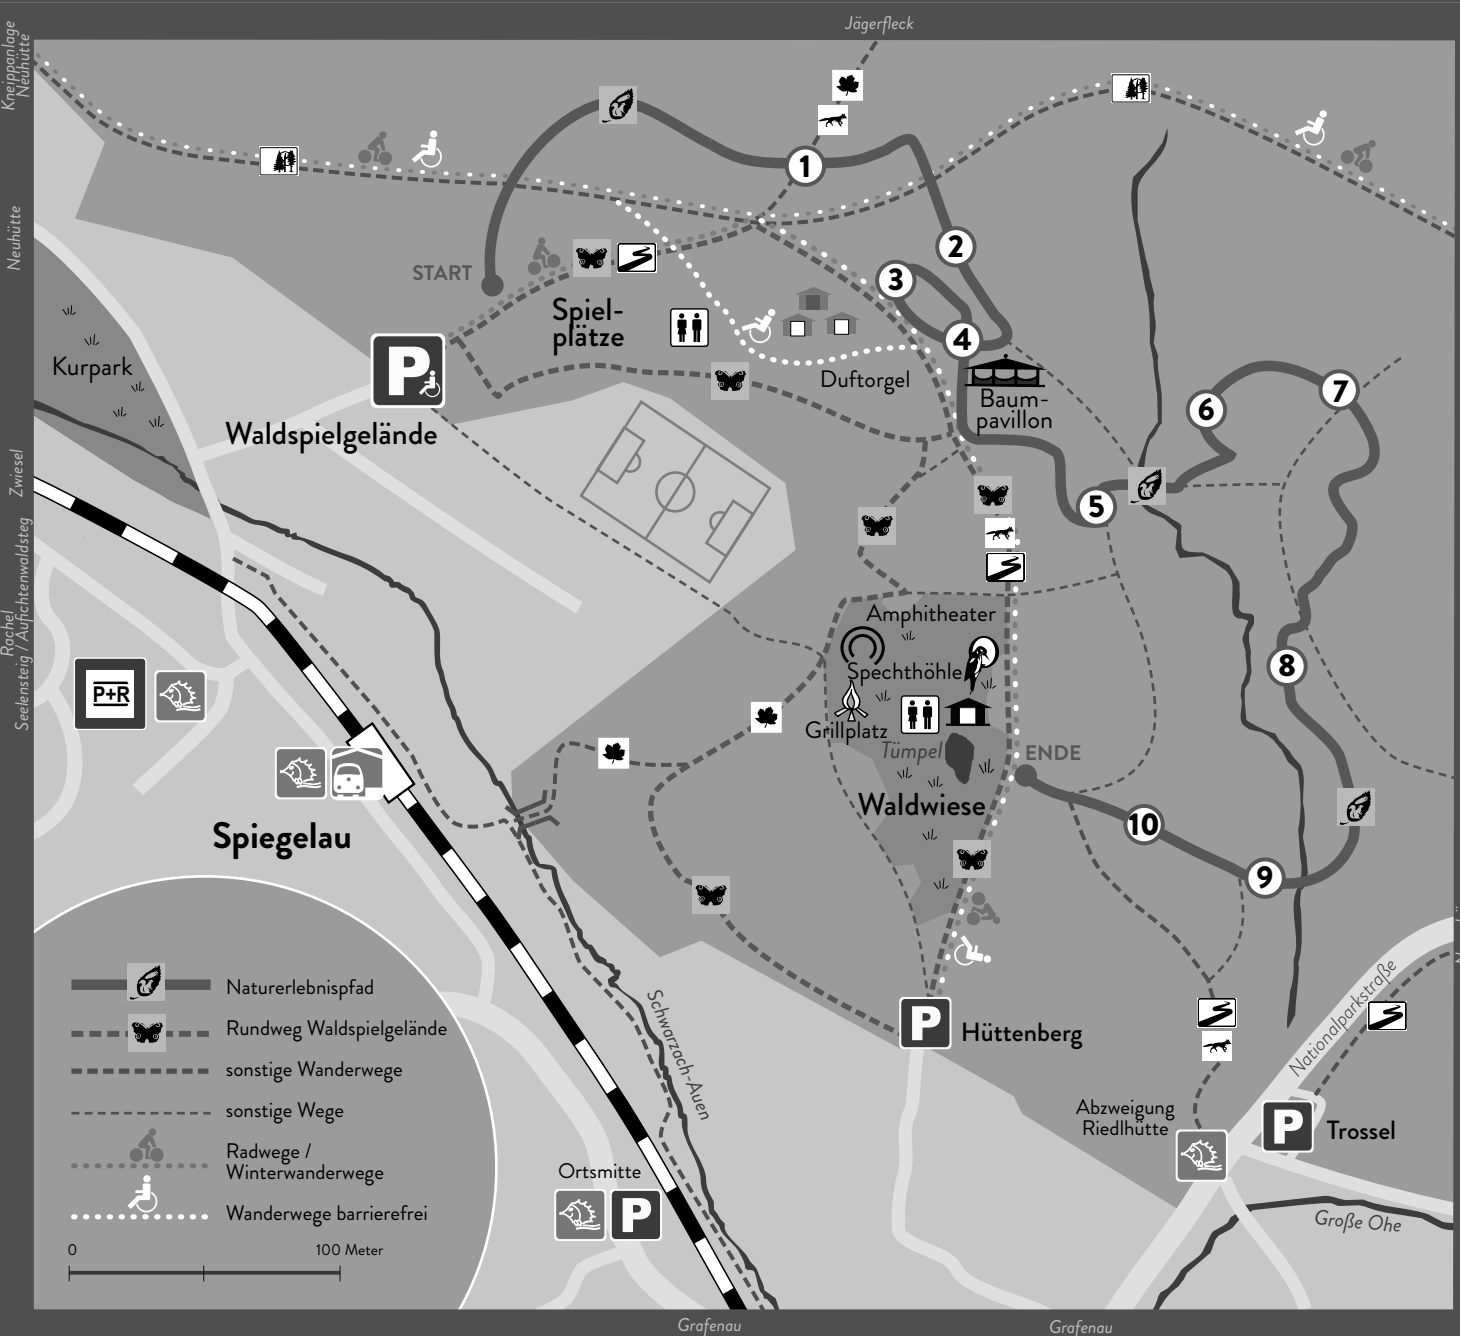 Jägerfleck
Kneippanlage
Neuhütte
Neuhütte
Zwiesel
Rachel
Seelensteig / Aufichtenwaldsteg
1
2
3
4
5
6
7
8
9
10
START
Spiel-
plätze
Kurpark
P
Waldspielgelände
Duftorgel
Baum-
pavillon
Amphitheater
Spechthöhle
Grillplatz
Tümpel
ENDE
Waldwiese
P+R
Spiegelau
Schwarzach-Auen
P
Hüttenberg
Nationalparkstraße
Abzweigung
Riedlhütte
P
Trossel
Große Ohe
Ortsmitte
P
Naturerlebnispfad
Rundweg Waldspielgelände
sonstige Wanderwege
sonstige Wege
Radwege /
Winterwanderwege
Wanderwege barrierefrei
0
100 Meter
Grafenau
Grafenau